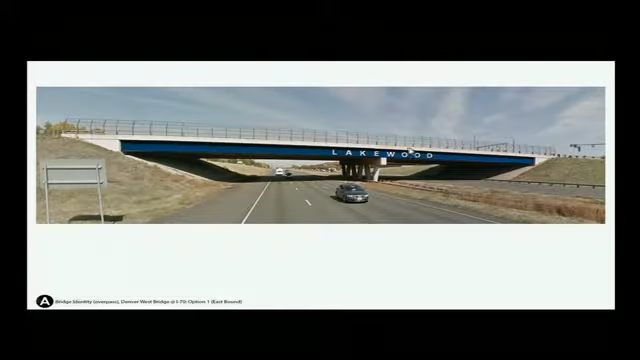 LAKEWOOD
A Bridge Identity (overpass), Denver West Bridge @ I-70: Option 1 (East Bound)